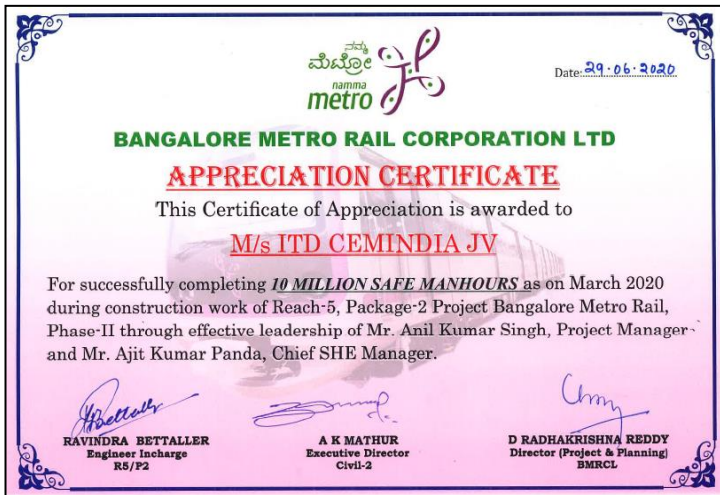 ನಮ್ಮ
ಮೆಟ್ರೋ
namma
metro
Date: 29.06.2020
BANGALORE METRO RAIL CORPORATION LTD
APPRECIATION CERTIFICATE
This Certificate of Appreciation is awarded to
M/s ITD CEMINDIA JV
For successfully completing 10 MILLION SAFE MANHOURS as on March 2020
during construction work of Reach-5, Package-2 Project Bangalore Metro Rail,
Phase-II through effective leadership of Mr. Anil Kumar Singh, Project Manager
and Mr. Ajit Kumar Panda, Chief SHE Manager.
RAVINDRA BETTALLER
Engineer Incharge
R5/P2
A K MATHUR
Executive Director
Civil-2
D RADHAKRISHNA REDDY
Director (Project & Planning)
BMRCL